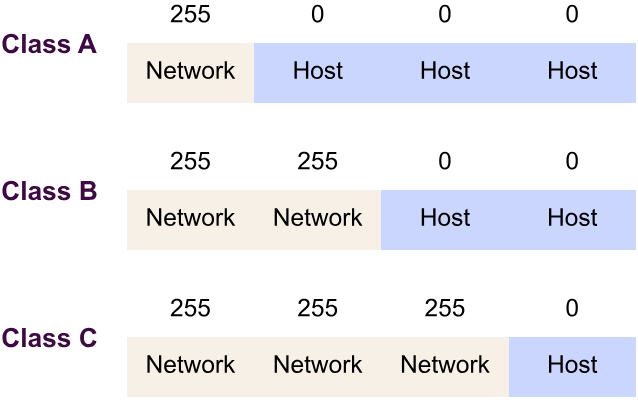 255 0 0 0
Class A
Network Host Host Host
255 255 0 0
Class B
Network Network Host Host
255 255 255 0
Class C
Network Network Network Host